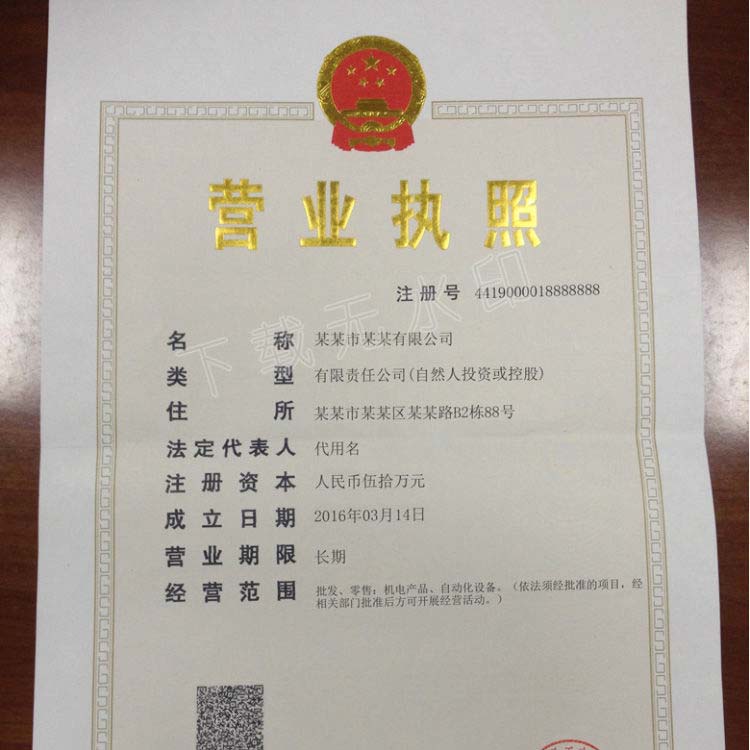 营业执照
注册号 4419000018888888
名称 某某市某某有限公司
类型 有限责任公司(自然人投资或控股)
住所 某某市某某区某某路B2栋88号
法定代表人 代用名
注册资本 人民币伍拾万元
成立日期 2016年03月14日
营业期限 长期
经营范围 批发、零售：机电产品、自动化设备。（依法须经批准的项目，经
相关部门批准后方可开展经营活动。）
下载无水印